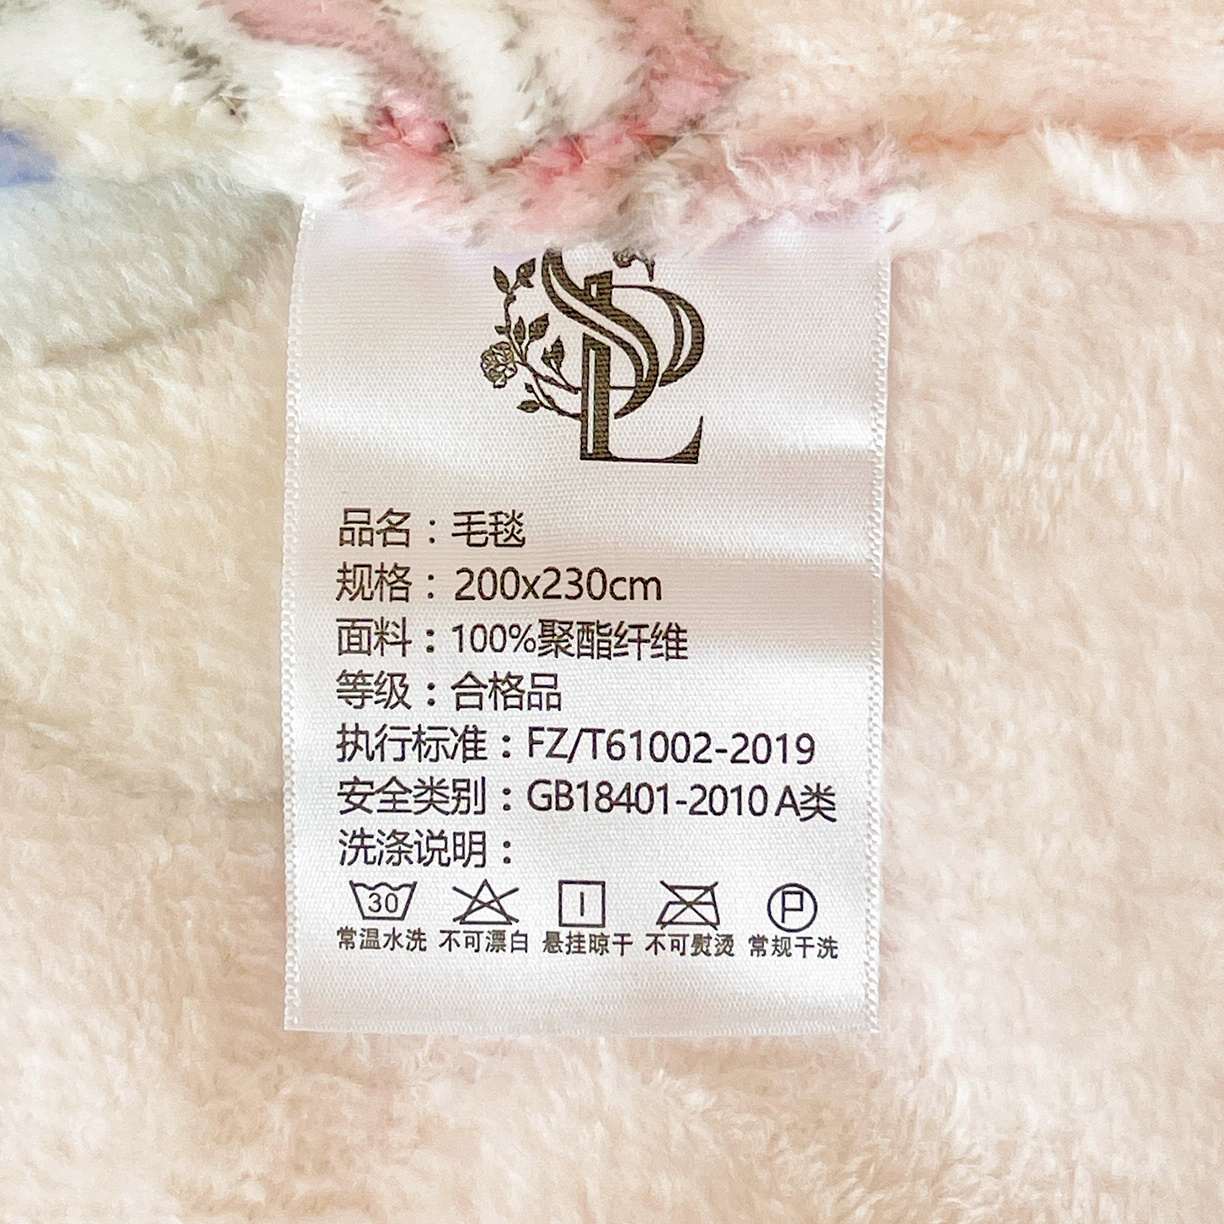 SPL
品名：毛毯
规格：200x230cm
面料：100%聚酯纤维
等级：合格品
执行标准：FZ/T61002-2019
安全类别：GB18401-2010 A类
洗涤说明：
30 P
常温水洗 不可漂白 悬挂晾干 不可熨烫 常规干洗